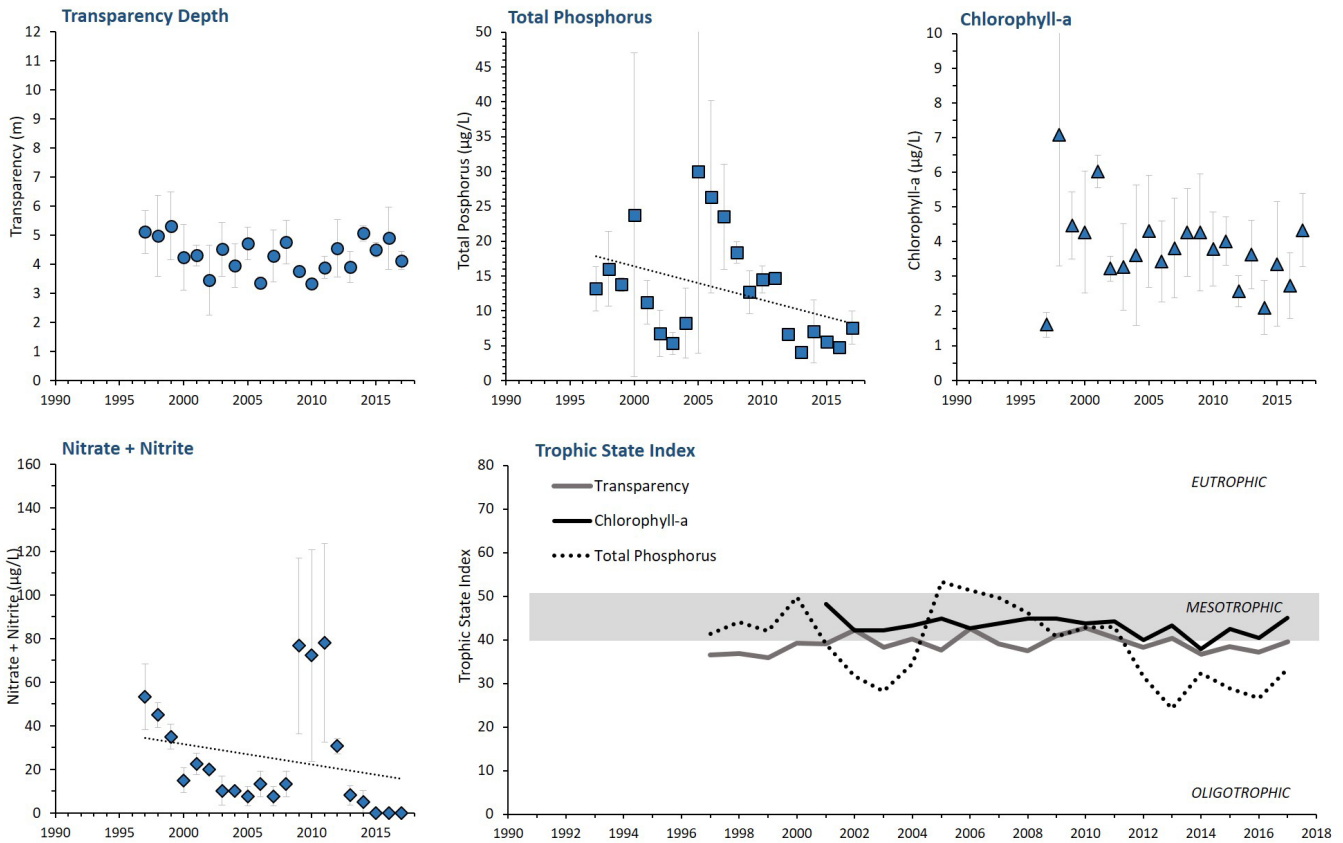 Transparency Depth
Transparency (m)
12
11
10
9
8
7
6
5
4
3
2
1
0
1990 1995 2000 2005 2010 2015
Total Phosphorus
Total Posphorus (µg/L)
50
45
40
35
30
25
20
15
10
5
0
1990 1995 2000 2005 2010 2015
Chlorophyll-a
Chlorophyll-a (µg/L)
10
9
8
7
6
5
4
3
2
1
0
1990 1995 2000 2005 2010 2015
Nitrate + Nitrite
Nitrate + Nitrite (µg/L)
160
140
120
100
80
60
40
20
0
1990 1995 2000 2005 2010 2015
Trophic State Index
Trophic State Index
80
70
60
50
40
30
20
10
0
Transparency
Chlorophyll-a
Total Phosphorus
EUTROPHIC
MESOTROPHIC
OLIGOTROPHIC
1990 1992 1994 1996 1998 2000 2002 2004 2006 2008 2010 2012 2014 2016 2018